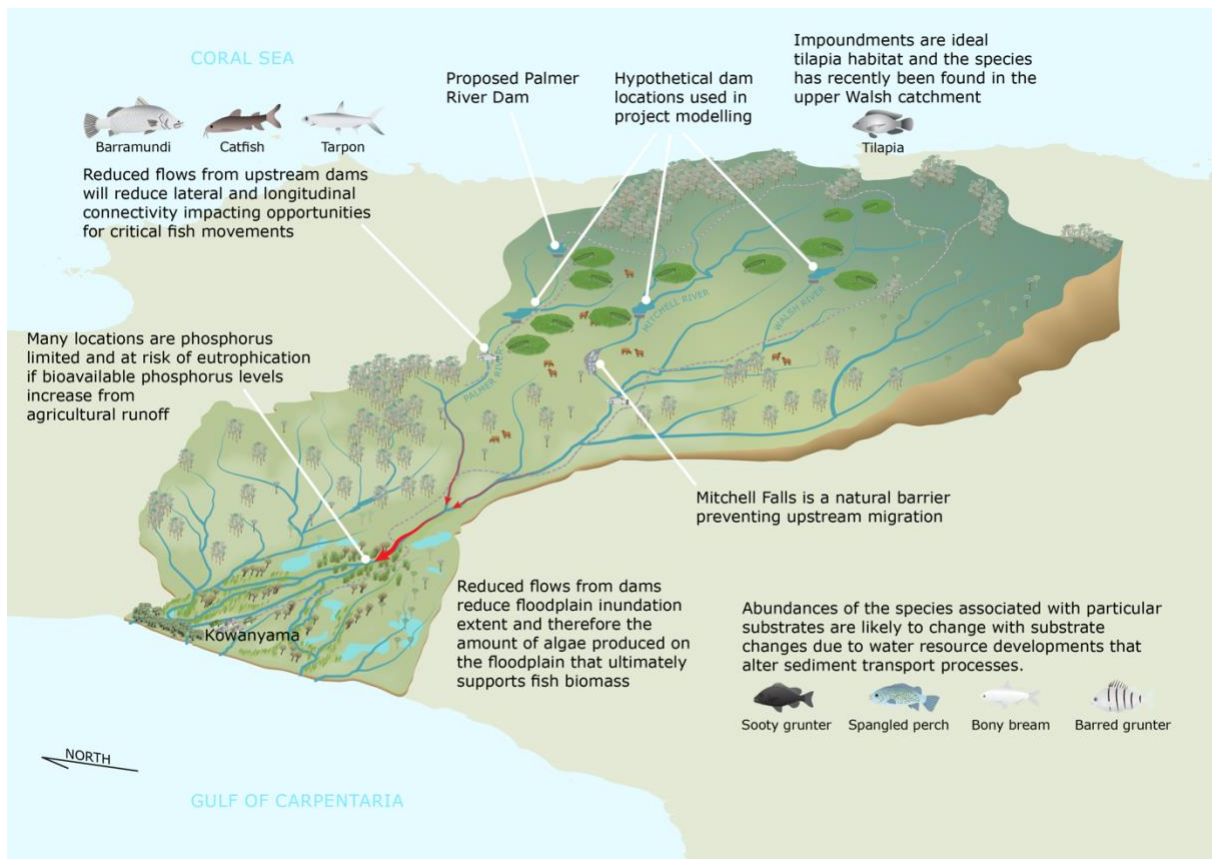 CORAL SEA
Barramundi
Catfish
Tarpon
Reduced flows from upstream dams
will reduce lateral and longitudinal
connectivity impacting opportunities
for critical fish movements
Proposed Palmer
River Dam
Hypothetical dam
locations used in
project modelling
Impoundments are ideal
tilapia habitat and the species
has recently been found in the
upper Walsh catchment
Tilapia
Many locations are phosphorus
limited and at risk of eutrophication
if bioavailable phosphorus levels
increase from
agricultural runoff
PALMER RIVER
MITCHELL RIVER
WALSH RIVER
Mitchell Falls is a natural barrier
preventing upstream migration
Kowanyama
Reduced flows from dams
reduce floodplain inundation
extent and therefore the
amount of algae produced on
the floodplain that ultimately
supports fish biomass
Abundances of the species associated with particular
substrates are likely to change with substrate
changes due to water resource developments that
alter sediment transport processes.
Sooty grunter
Spangled perch
Bony bream
Barred grunter
NORTH
GULF OF CARPENTARIA